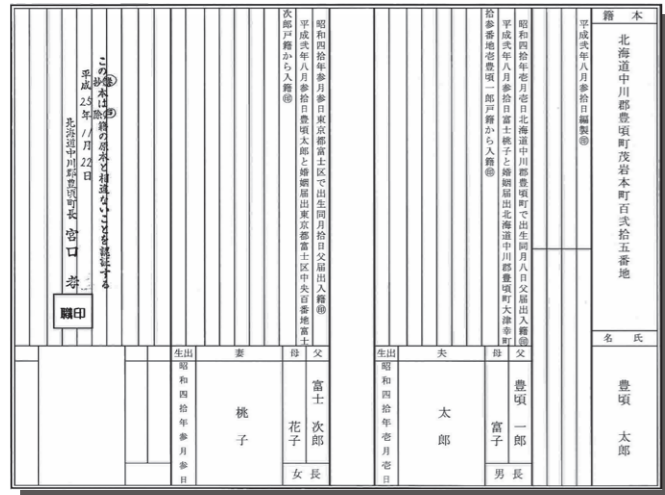 本籍
北海道中川郡豊頃町茂岩本町百弐拾五番地
氏名
豊頃 太郎
平成弐年八月参拾日編製㊞
昭和四拾年壱月壱日北海道中川郡豊頃町で出生同月八日父届出入籍㊞
平成弐年八月参拾日富士桃子と婚姻届出北海道中川郡豊頃町大津幸町
拾参番地壱豊頃一郎戸籍から入籍㊞
父
豊頃 一郎
母
富子
長男
夫
太郎
出生
昭和四拾年壱月壱日
昭和四拾年参月参日東京都富士区で出生同月拾日父届出入籍㊞
平成弐年八月参拾日豊頃太郎と婚姻届出東京都富士区中央百番地富士
次郎戸籍から入籍㊞
父
富士 次郎
母
花子
長女
妻
桃子
出生
昭和四拾年参月参日
この謄抄本は除戸籍の原本と相違ないことを認証する
平成25年11月22日
北海道中川郡豊頃町長 宮口 孝
職印